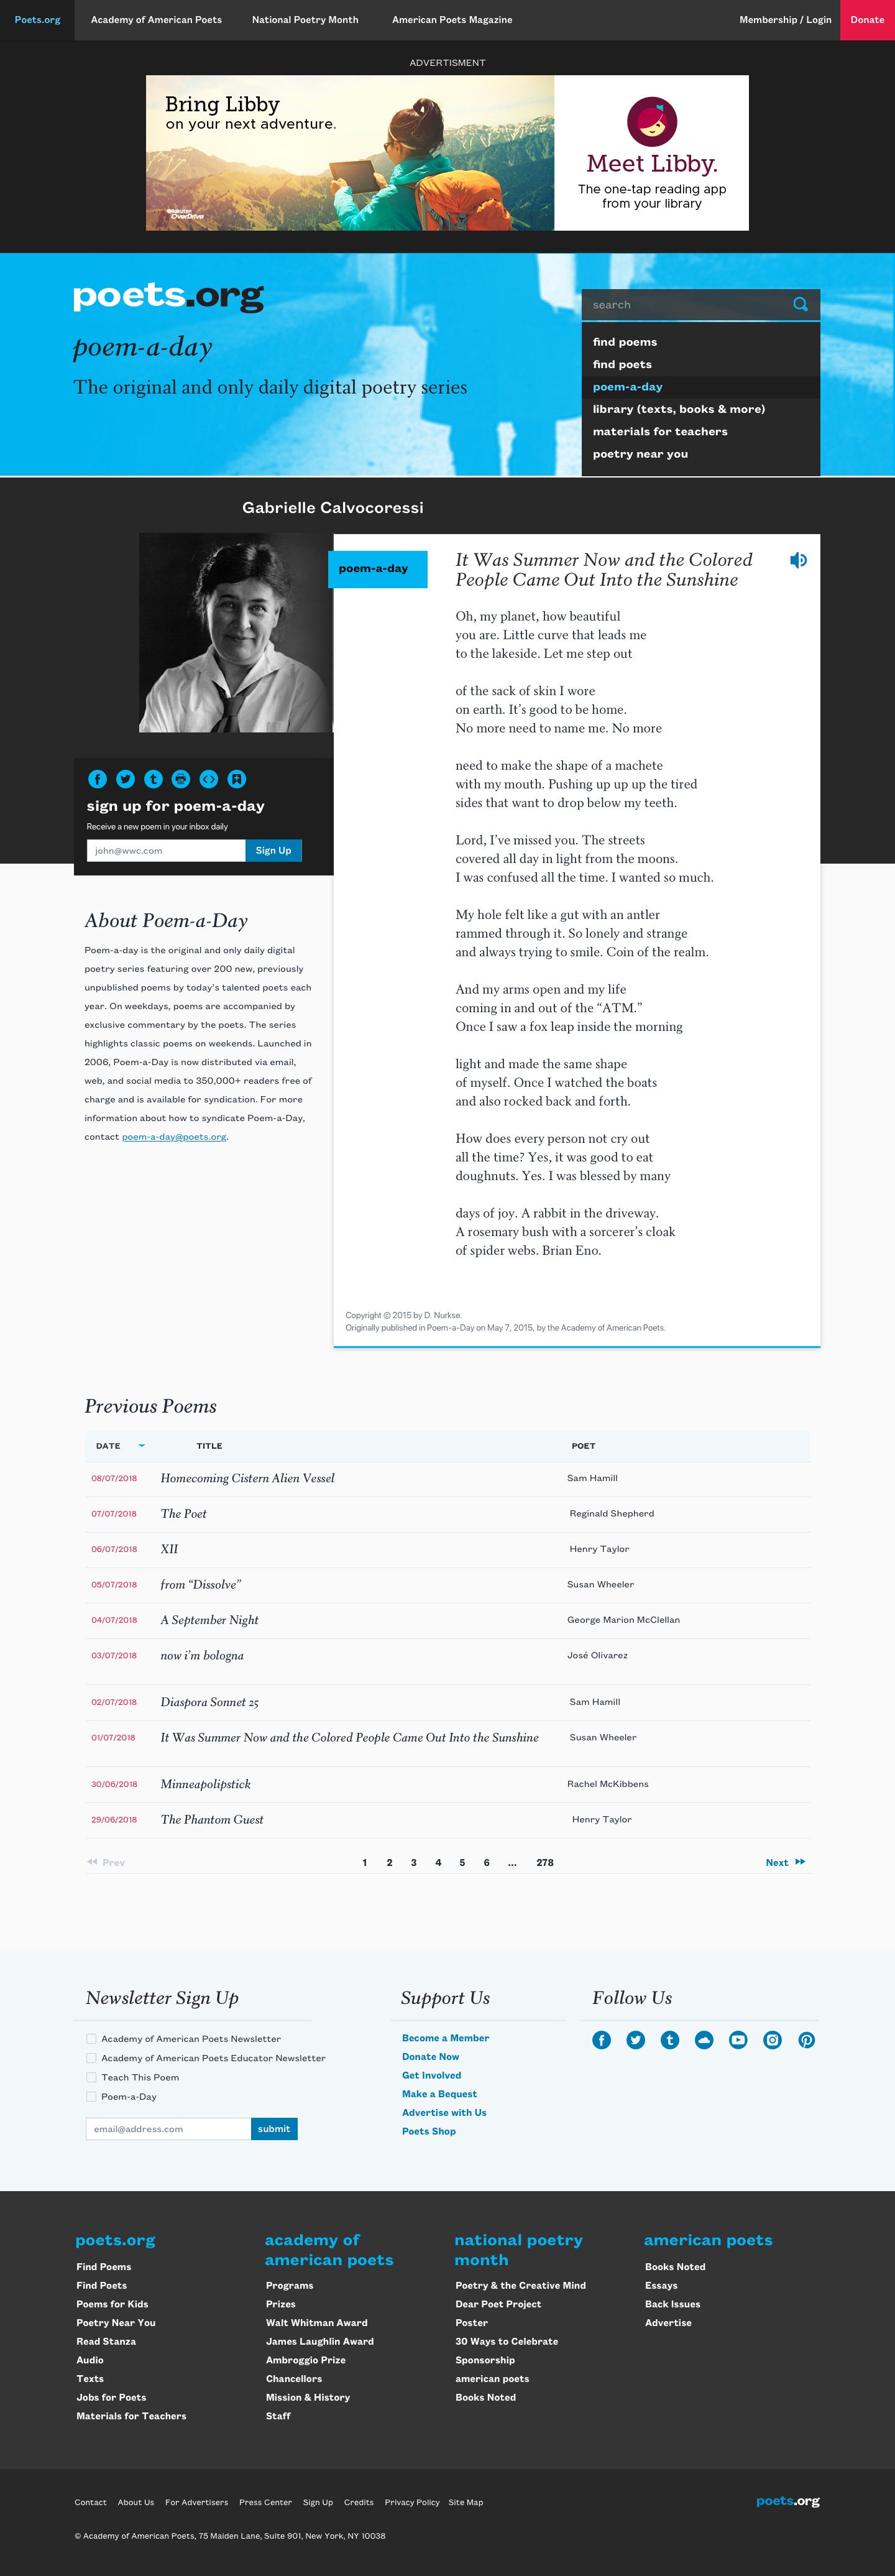 Poets.org Academy of American Poets National Poetry Month American Poets Magazine Membership / Login Donate
ADVERTISMENT
Bring Libby
on your next adventure.
Rakuten
OverDrive
Meet Libby.
The one-tap reading app
from your library
poets.org
poem-a-day
The original and only daily digital poetry series
search
find poems
find poets
poem-a-day
library (texts, books & more)
materials for teachers
poetry near you
Gabrielle Calvocoressi
poem-a-day
It Was Summer Now and the Colored
People Came Out Into the Sunshine
Oh, my planet, how beautiful
you are. Little curve that leads me
to the lakeside. Let me step out
of the sack of skin I wore
on earth. It’s good to be home.
No more need to name me. No more
need to make the shape of a machete
with my mouth. Pushing up up up the tired
sides that want to drop below my teeth.
Lord, I’ve missed you. The streets
covered all day in light from the moons.
I was confused all the time. I wanted so much.
My hole felt like a gut with an antler
rammed through it. So lonely and strange
and always trying to smile. Coin of the realm.
And my arms open and my life
coming in and out of the “ATM.”
Once I saw a fox leap inside the morning
light and made the same shape
of myself. Once I watched the boats
and also rocked back and forth.
How does every person not cry out
all the time? Yes, it was good to eat
doughnuts. Yes. I was blessed by many
days of joy. A rabbit in the driveway.
A rosemary bush with a sorcerer’s cloak
of spider webs. Brian Eno.
Copyright © 2015 by D. Nurkse.
Originally published in Poem-a-Day on May 7, 2015, by the Academy of American Poets.
sign up for poem-a-day
Receive a new poem in your inbox daily
john@wwc.com Sign Up
About Poem-a-Day
Poem-a-day is the original and only daily digital
poetry series featuring over 200 new, previously
unpublished poems by today’s talented poets each
year. On weekdays, poems are accompanied by
exclusive commentary by the poets. The series
highlights classic poems on weekends. Launched in
2006, Poem-a-Day is now distributed via email,
web, and social media to 350,000+ readers free of
charge and is available for syndication. For more
information about how to syndicate Poem-a-Day,
contact poem-a-day@poets.org.
Previous Poems
DATE TITLE POET
08/07/2018 Homecoming Cistern Alien Vessel Sam Hamill
07/07/2018 The Poet Reginald Shepherd
06/07/2018 XII Henry Taylor
05/07/2018 from “Dissolve” Susan Wheeler
04/07/2018 A September Night George Marion McClellan
03/07/2018 now i’m bologna José Olivarez
02/07/2018 Diaspora Sonnet 25 Sam Hamill
01/07/2018 It Was Summer Now and the Colored People Came Out Into the Sunshine Susan Wheeler
30/06/2018 Minneapolipstick Rachel McKibbens
29/06/2018 The Phantom Guest Henry Taylor
Prev 1 2 3 4 5 6 ... 278 Next
Newsletter Sign Up
Academy of American Poets Newsletter
Academy of American Poets Educator Newsletter
Teach This Poem
Poem-a-Day
email@address.com submit
Support Us
Become a Member
Donate Now
Get Involved
Make a Bequest
Advertise with Us
Poets Shop
Follow Us
poets.org
Find Poems
Find Poets
Poems for Kids
Poetry Near You
Read Stanza
Audio
Texts
Jobs for Poets
Materials for Teachers
academy of
american poets
Programs
Prizes
Walt Whitman Award
James Laughlin Award
Ambroggio Prize
Chancellors
Mission & History
Staff
national poetry
month
Poetry & the Creative Mind
Dear Poet Project
Poster
30 Ways to Celebrate
Sponsorship
american poets
Books Noted
american poets
Books Noted
Essays
Back Issues
Advertise
Contact About Us For Advertisers Press Center Sign Up Credits Privacy Policy Site Map
poets.org
© Academy of American Poets, 75 Maiden Lane, Suite 901, New York, NY 10038